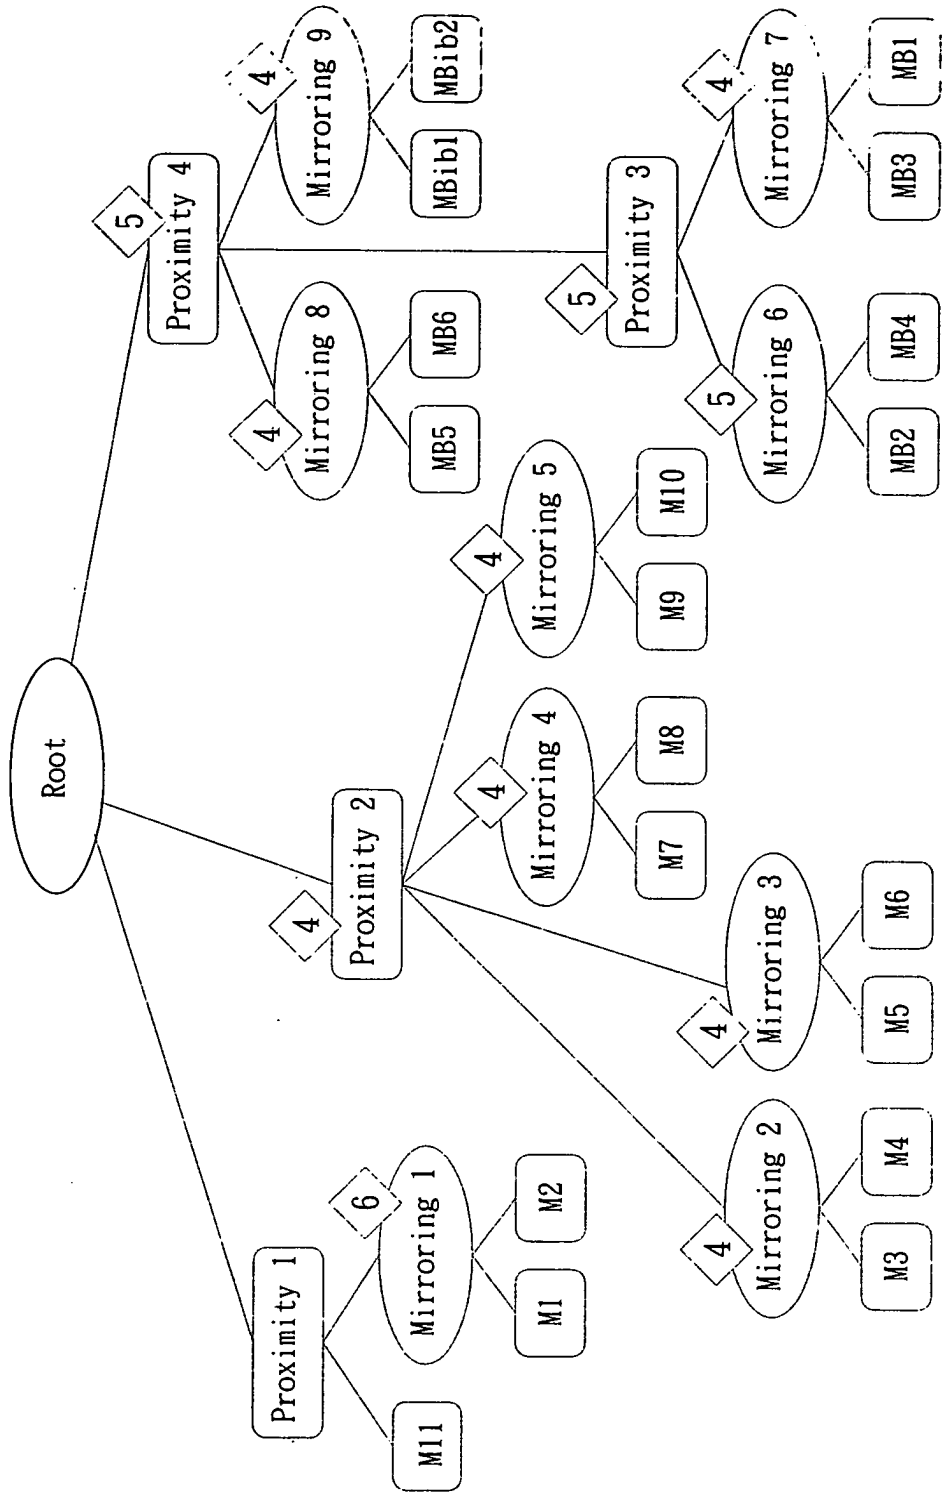 Root
5
Proximity 4
4
Proximity 2
Proximity 1
4
Mirroring 8
4
Mirroring 9
6
Mirroring 1
M11
M1
M2
MB5
MB6
MBib1
MBib2
4
Mirroring 4
4
Mirroring 5
M7
M8
M9
M10
5
Proximity 3
4
Mirroring 2
4
Mirroring 3
5
Mirroring 6
4
Mirroring 7
M3
M4
M5
M6
MB2
MB4
MB3
MB1